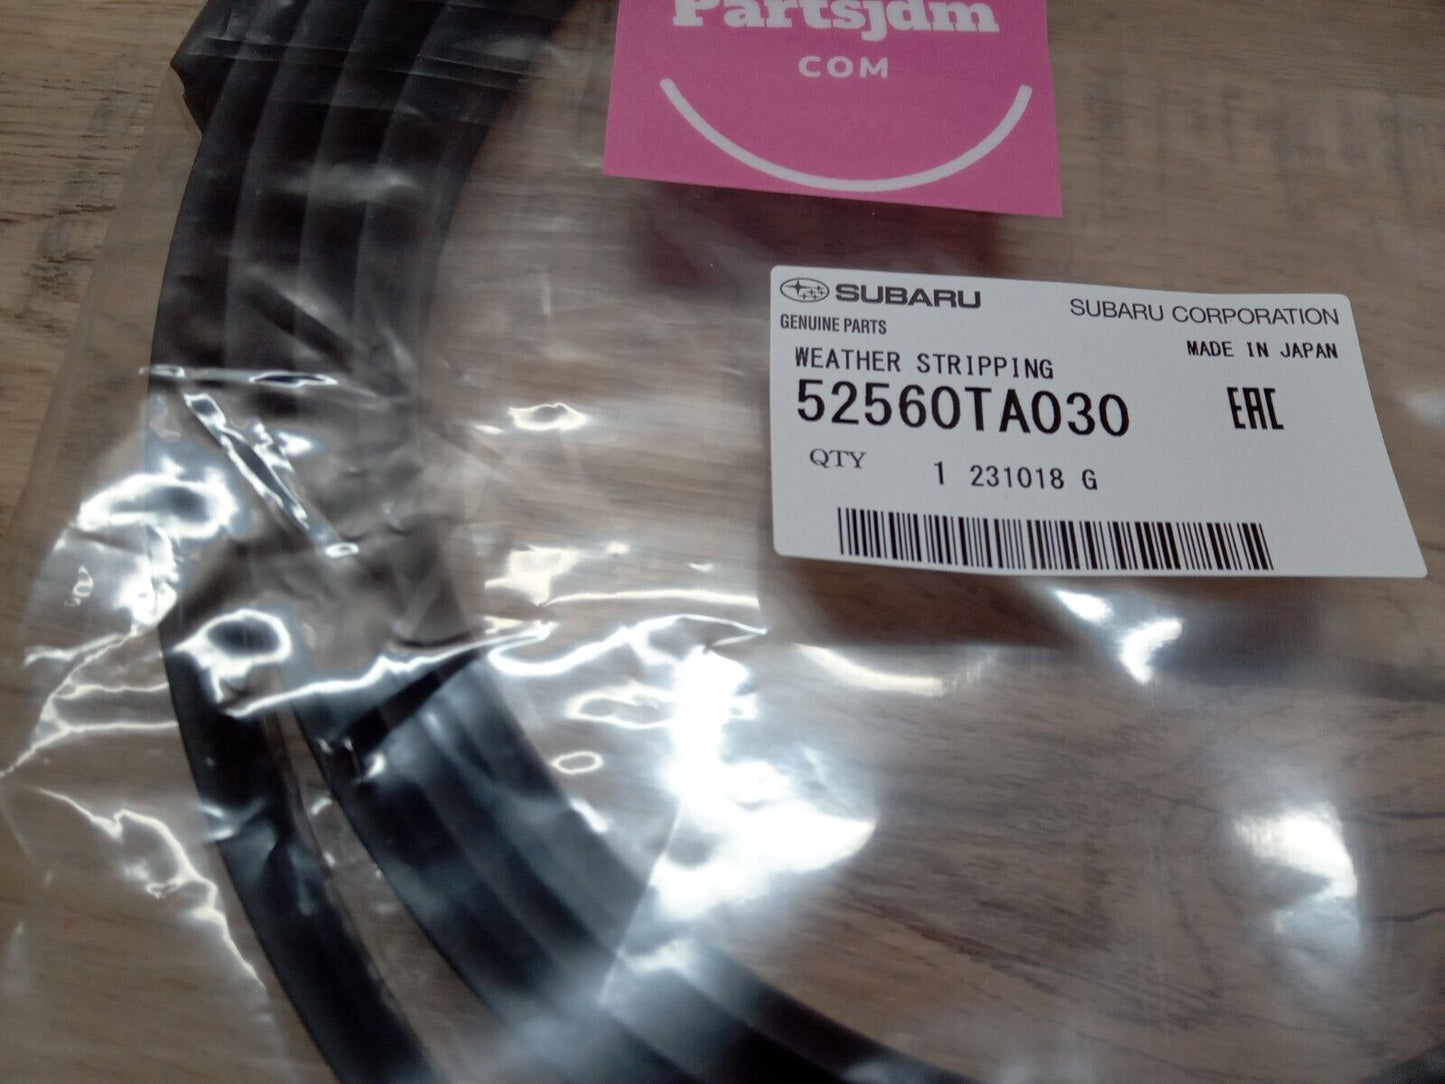 Partsjdm
COM
SUBARU
SUBARU CORPORATION
GENUINE PARTS
MADE IN JAPAN
WEATHER STRIPPING
52560TA030
EAC
QTY 1 231018 G